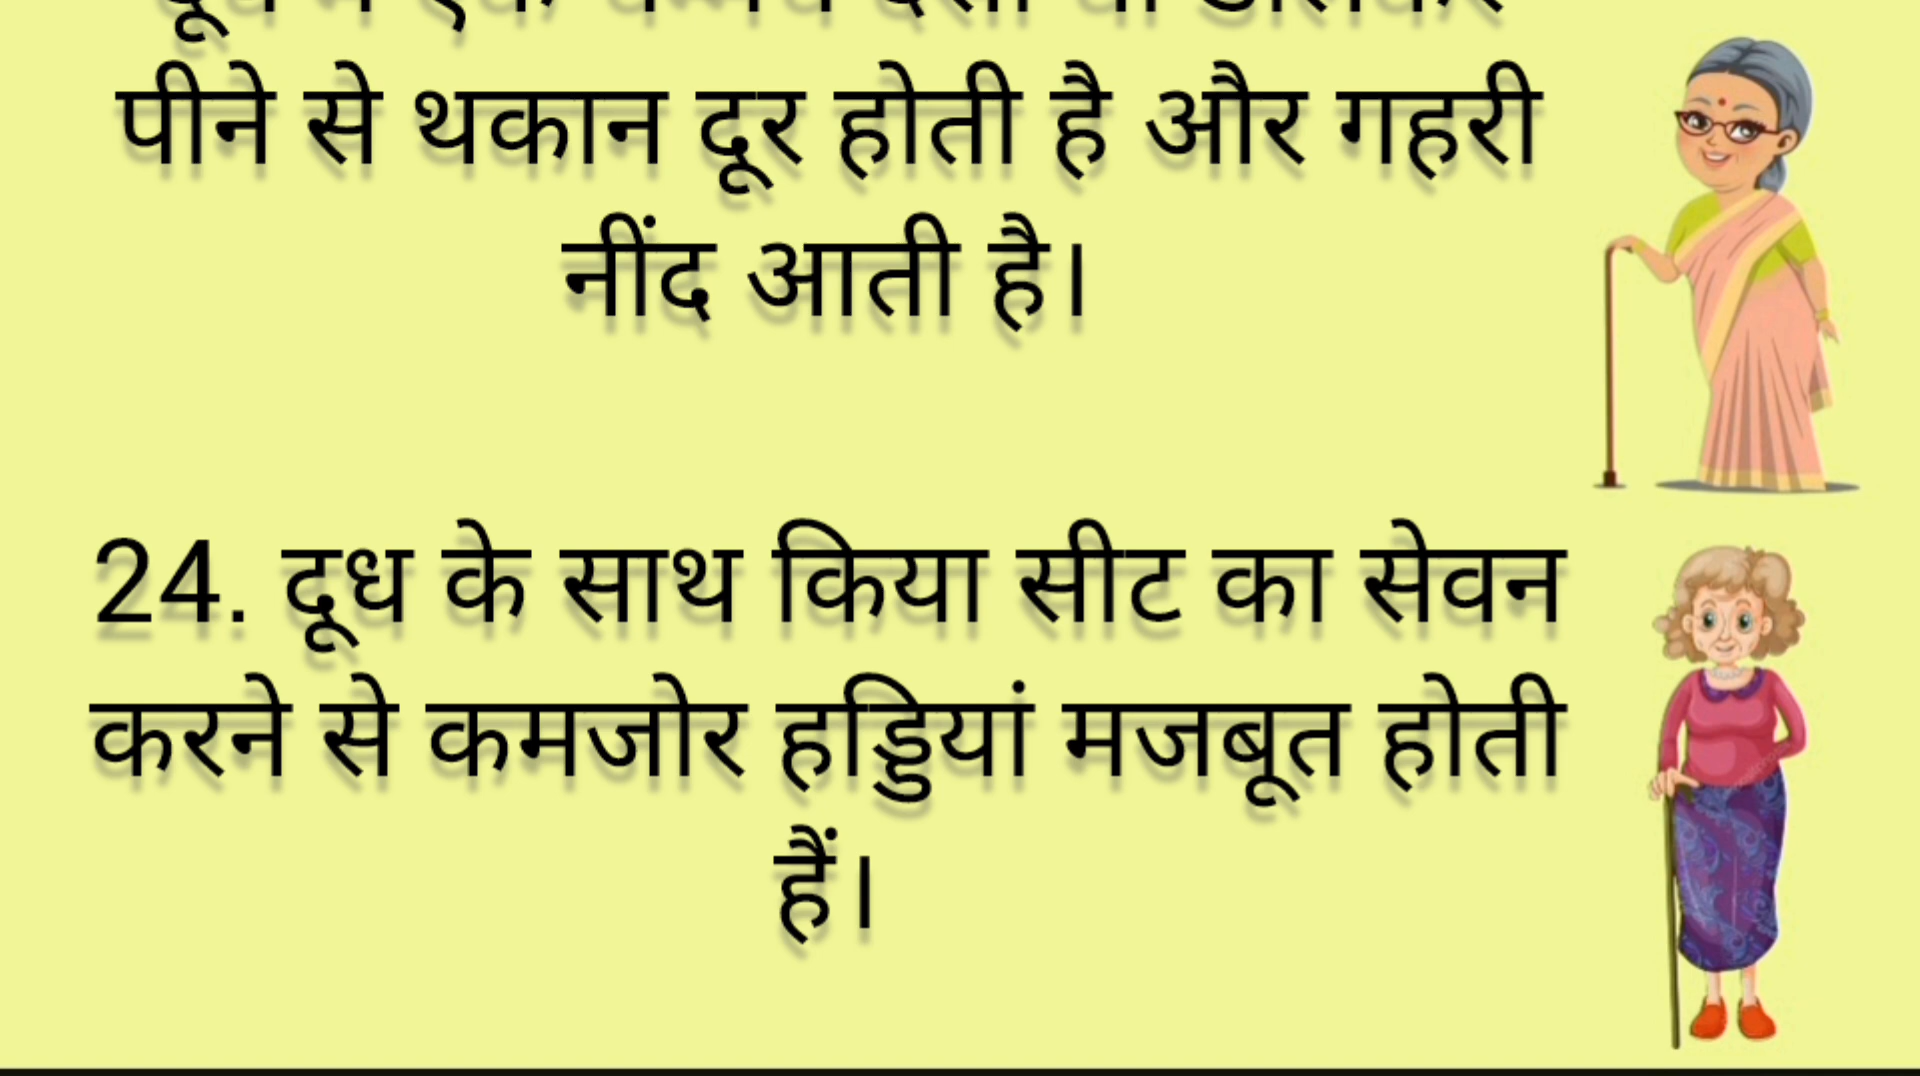 पीने से थकान दूर होती है और गहरी
नींद आती है।
24. दूध के साथ किया सीट का सेवन
करने से कमजोर हड्डियां मजबूत होती
हैं।